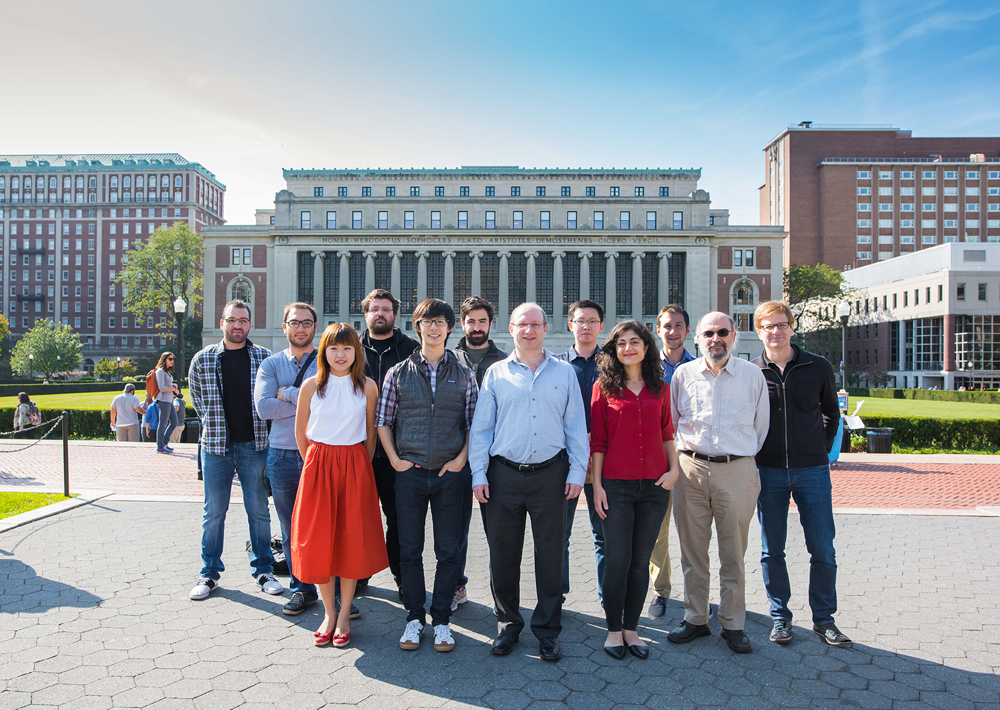 HOMER · HERODOTUS · SOPHOCLES · PLATO · ARISTOTLE · DEMOSTHENES · CICERO · VERGIL